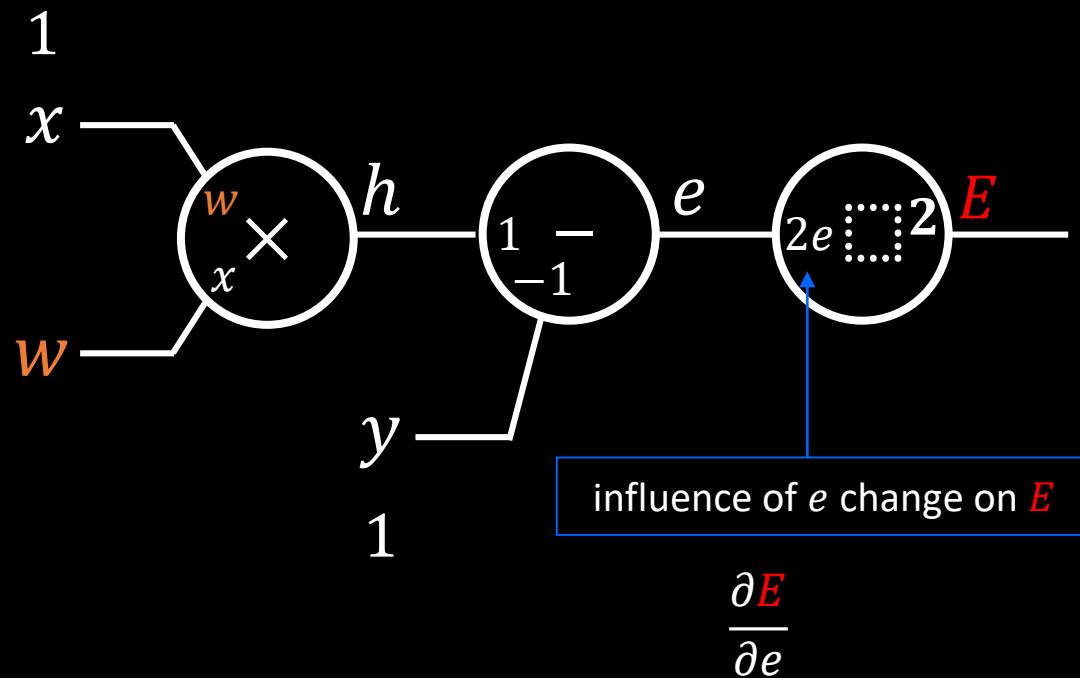 1
x
w
×
x
w
h
1 −
−1
y
1
e
2e 2
E
influence of e change on E
∂E
∂e